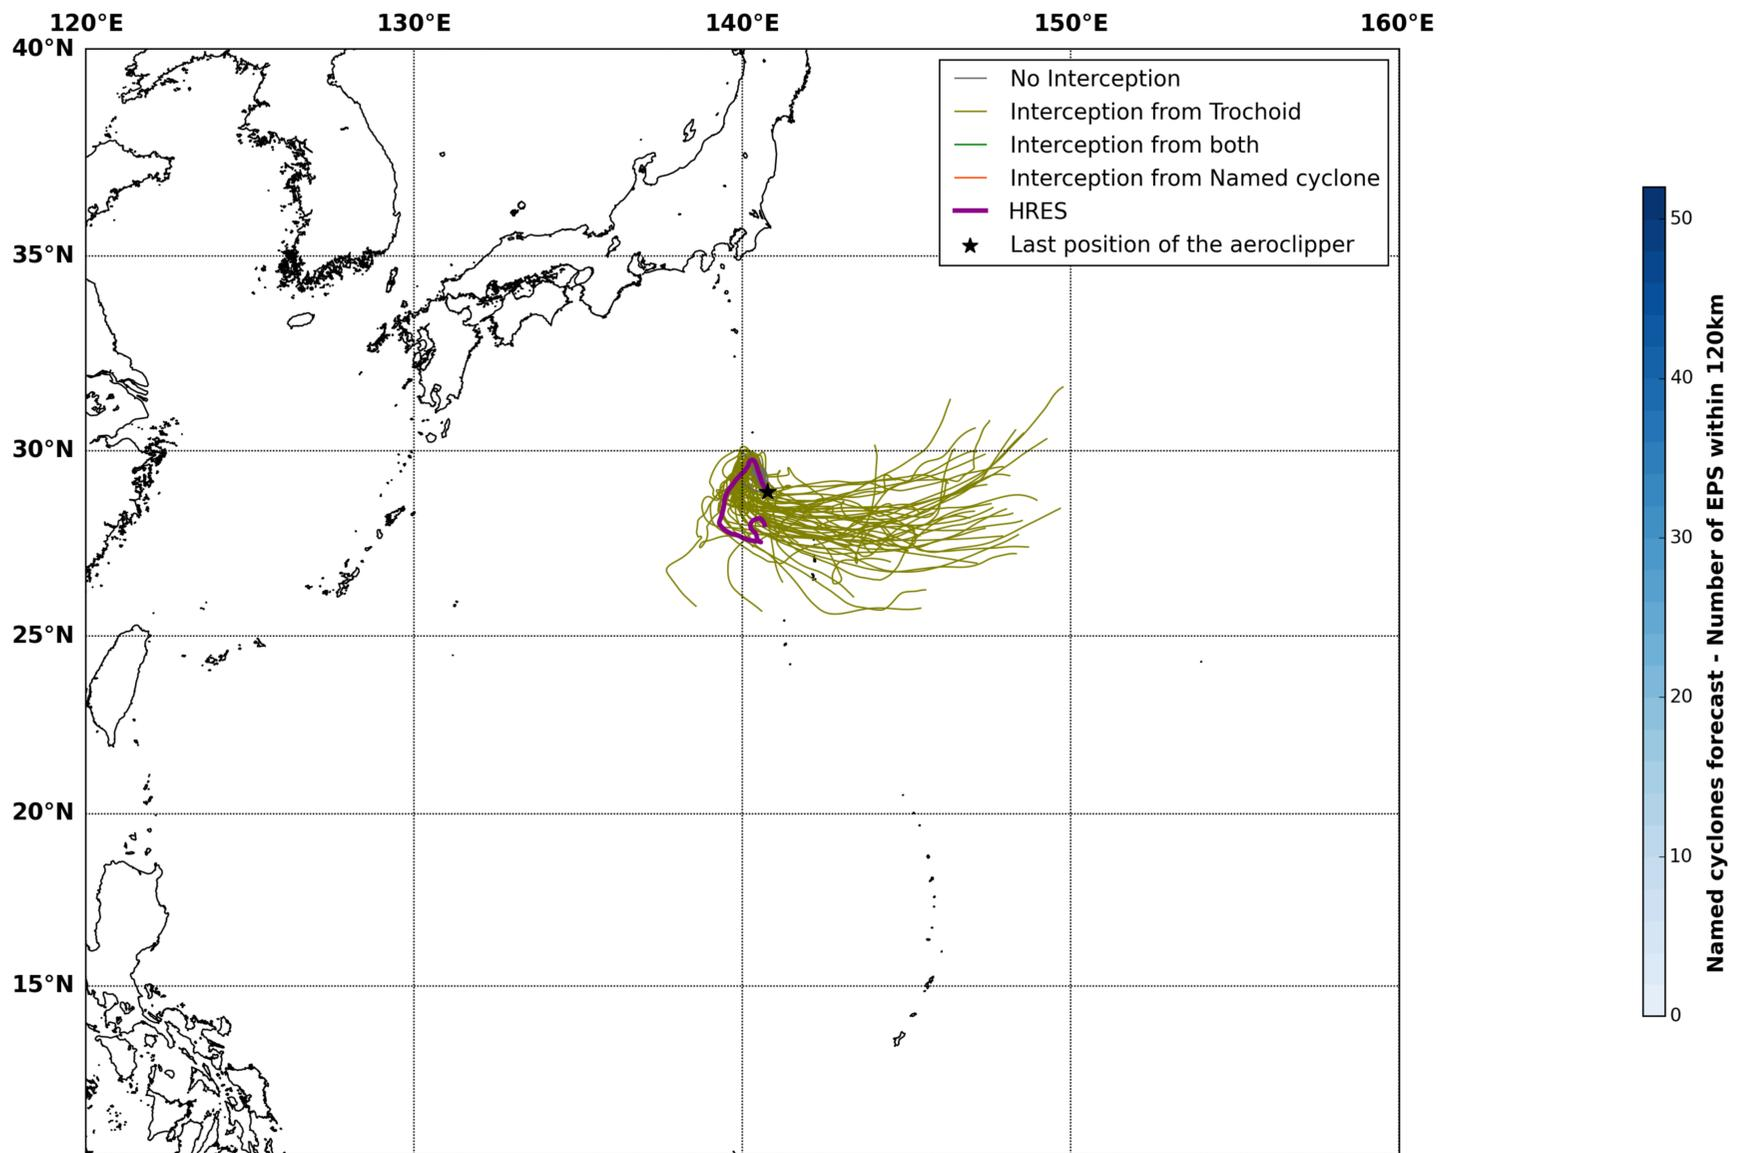 120°E
130°E
140°E
150°E
160°E
40°N
35°N
30°N
25°N
20°N
15°N
No Interception
Interception from Trochoid
Interception from both
Interception from Named cyclone
HRES
Last position of the aeroclipper
50
40
30
20
10
0
Named cyclones forecast - Number of EPS within 120km